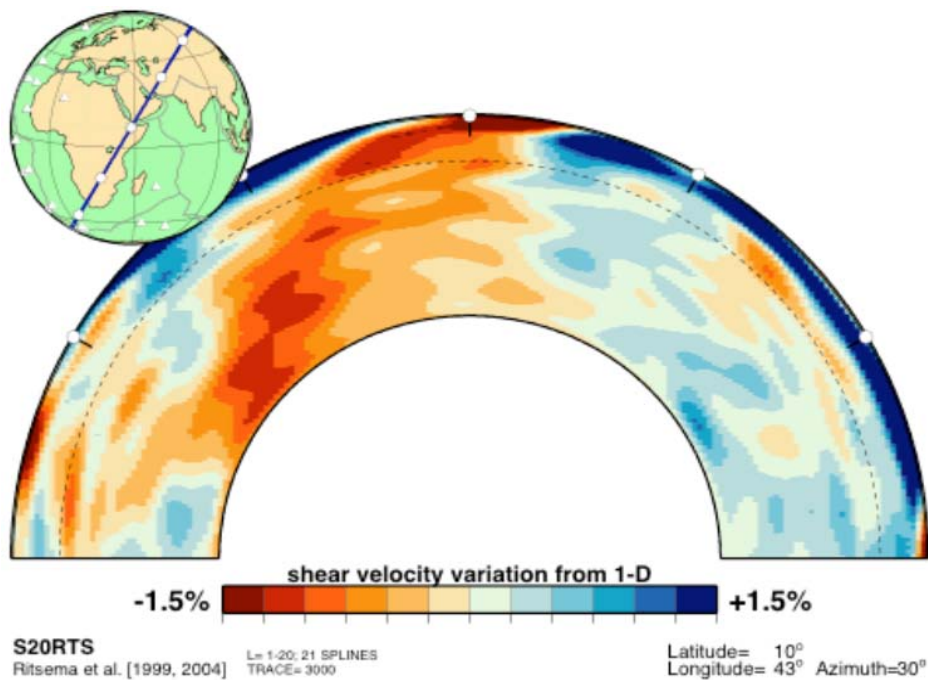 shear velocity variation from 1-D
-1.5% +1.5%
S20RTS
Ritsema et al. [1999, 2004]
L= 1-20; 21 SPLINES
TRACE= 3000
Latitude= 10°
Longitude= 43° Azimuth=30°